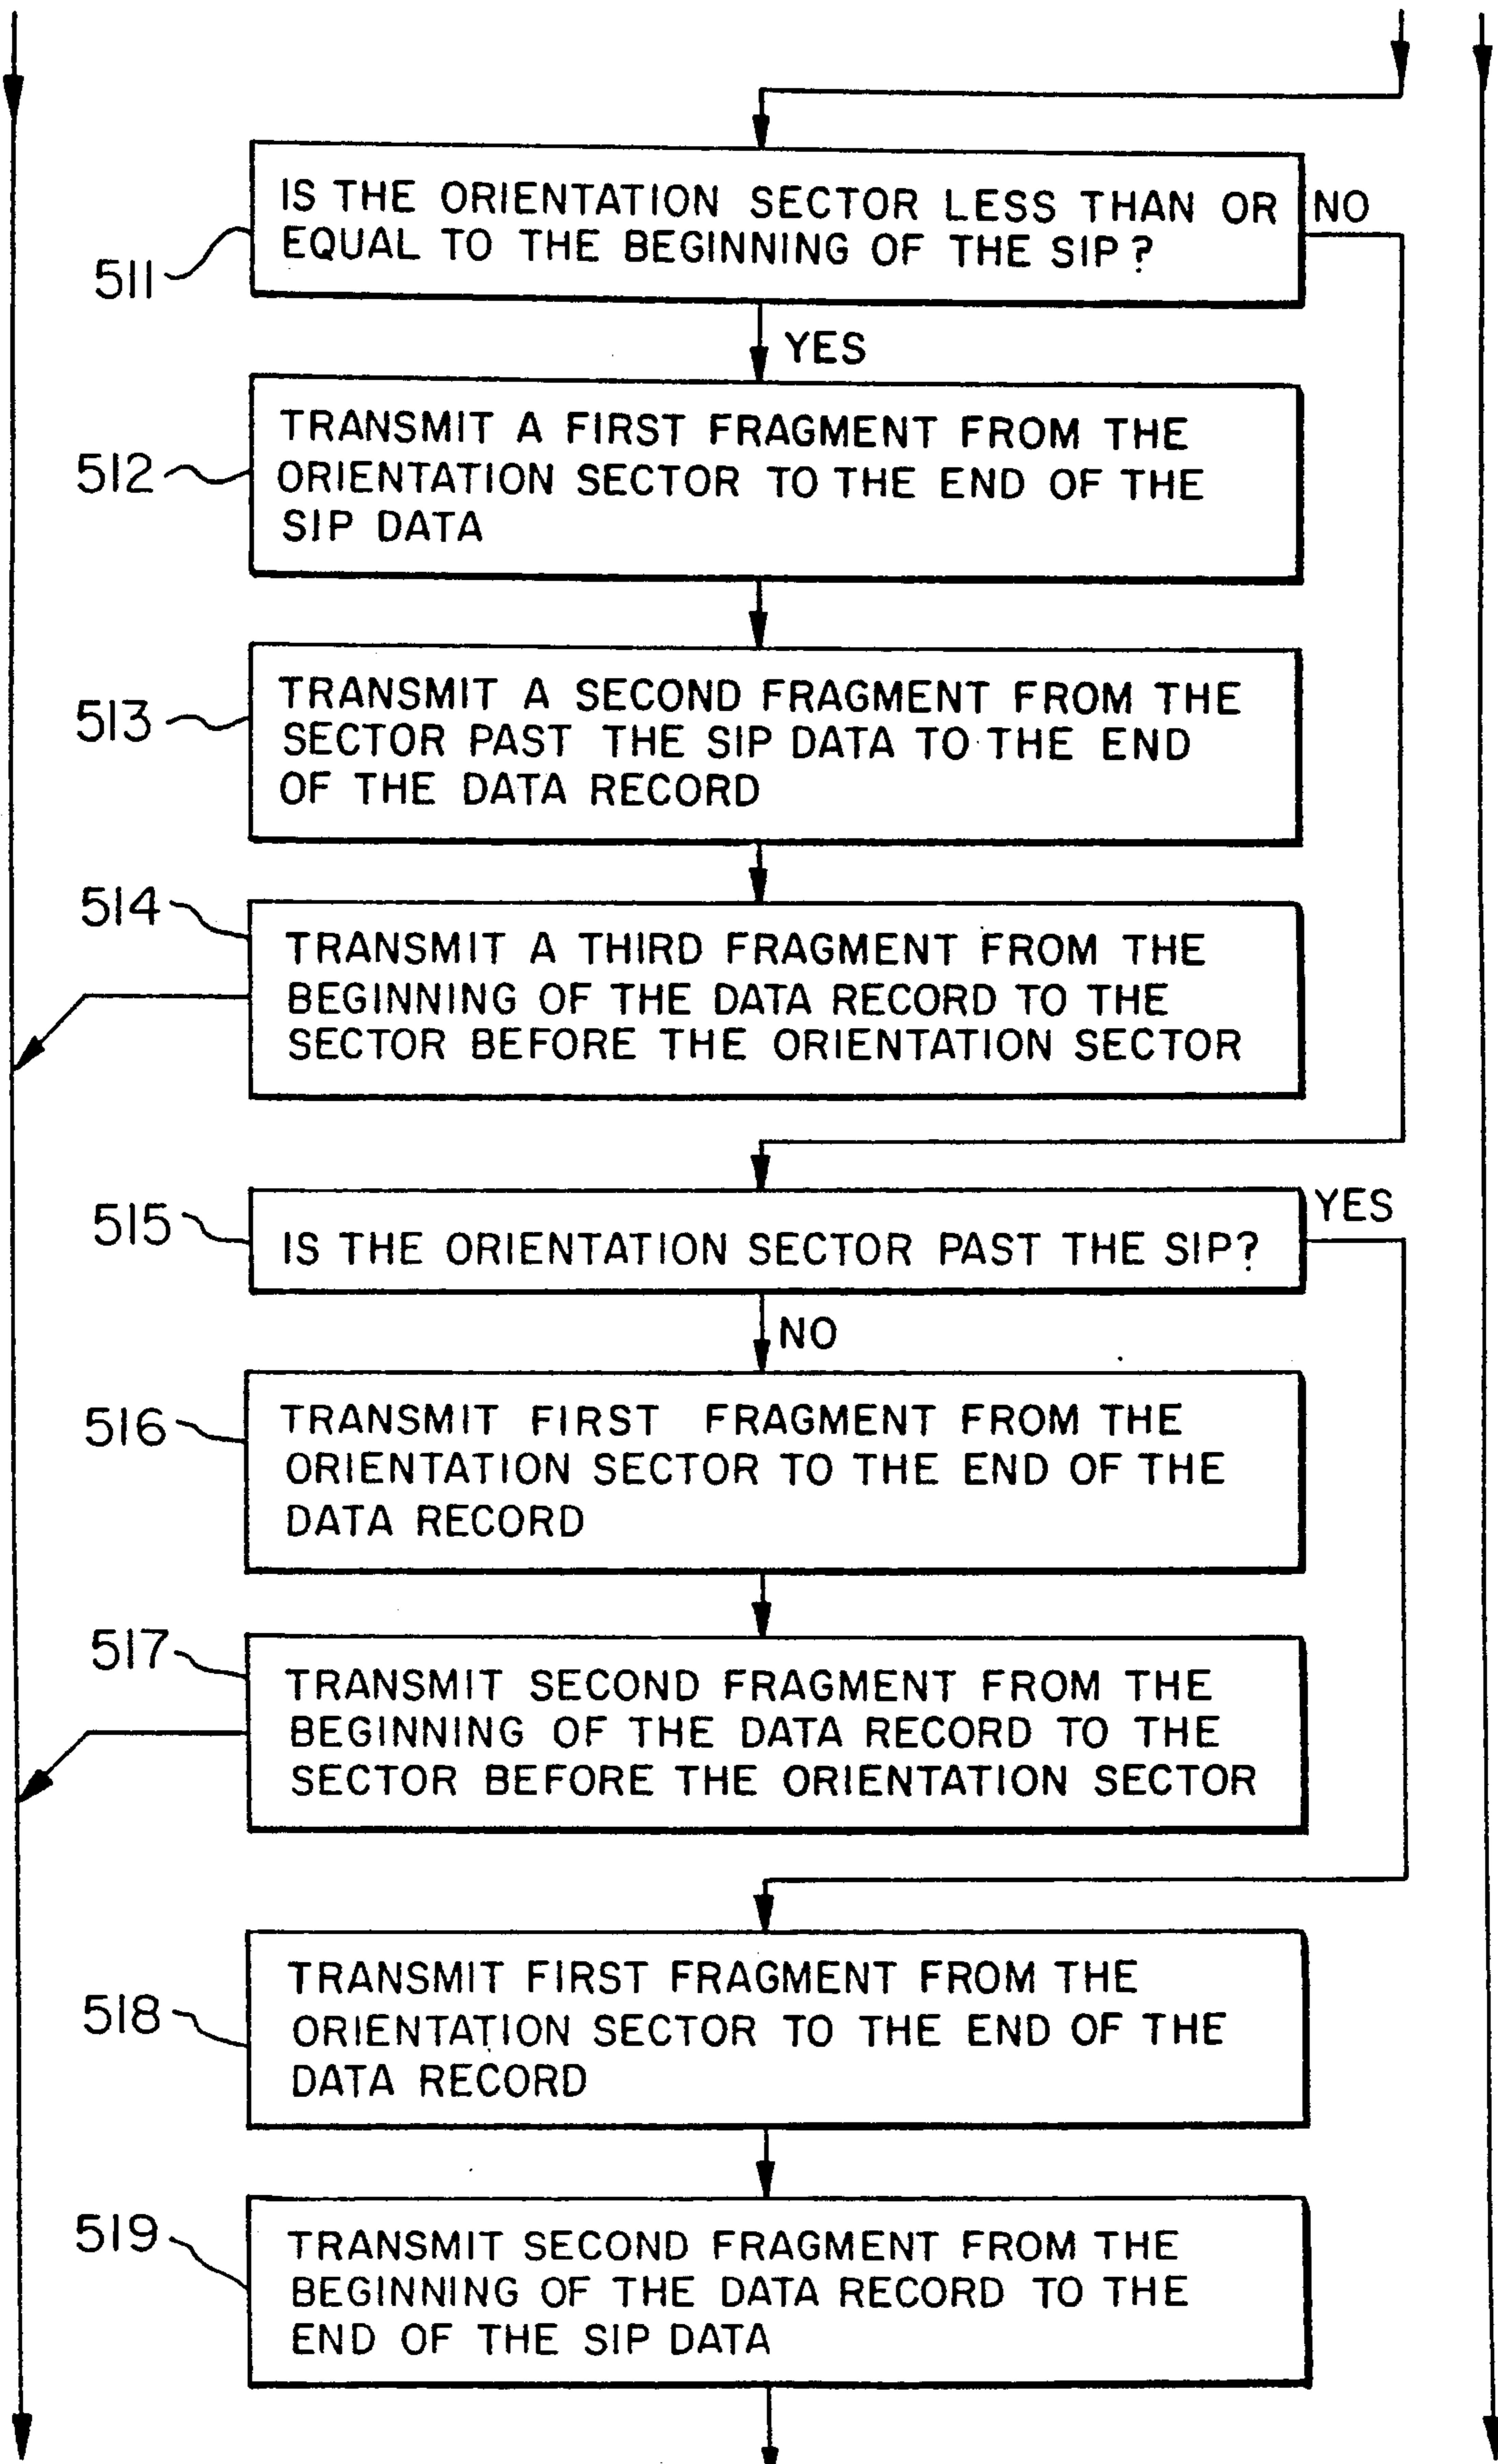 IS THE ORIENTATION SECTOR LESS THAN OR
EQUAL TO THE BEGINNING OF THE SIP?
NO
511
YES
TRANSMIT A FIRST FRAGMENT FROM THE
ORIENTATION SECTOR TO THE END OF THE
SIP DATA
512
TRANSMIT A SECOND FRAGMENT FROM THE
SECTOR PAST THE SIP DATA TO THE END
OF THE DATA RECORD
513
514
TRANSMIT A THIRD FRAGMENT FROM THE
BEGINNING OF THE DATA RECORD TO THE
SECTOR BEFORE THE ORIENTATION SECTOR
515
IS THE ORIENTATION SECTOR PAST THE SIP?
YES
NO
516
TRANSMIT FIRST FRAGMENT FROM THE
ORIENTATION SECTOR TO THE END OF THE
DATA RECORD
517
TRANSMIT SECOND FRAGMENT FROM THE
BEGINNING OF THE DATA RECORD TO THE
SECTOR BEFORE THE ORIENTATION SECTOR
518
TRANSMIT FIRST FRAGMENT FROM THE
ORIENTATION SECTOR TO THE END OF THE
DATA RECORD
519
TRANSMIT SECOND FRAGMENT FROM THE
BEGINNING OF THE DATA RECORD TO THE
END OF THE SIP DATA